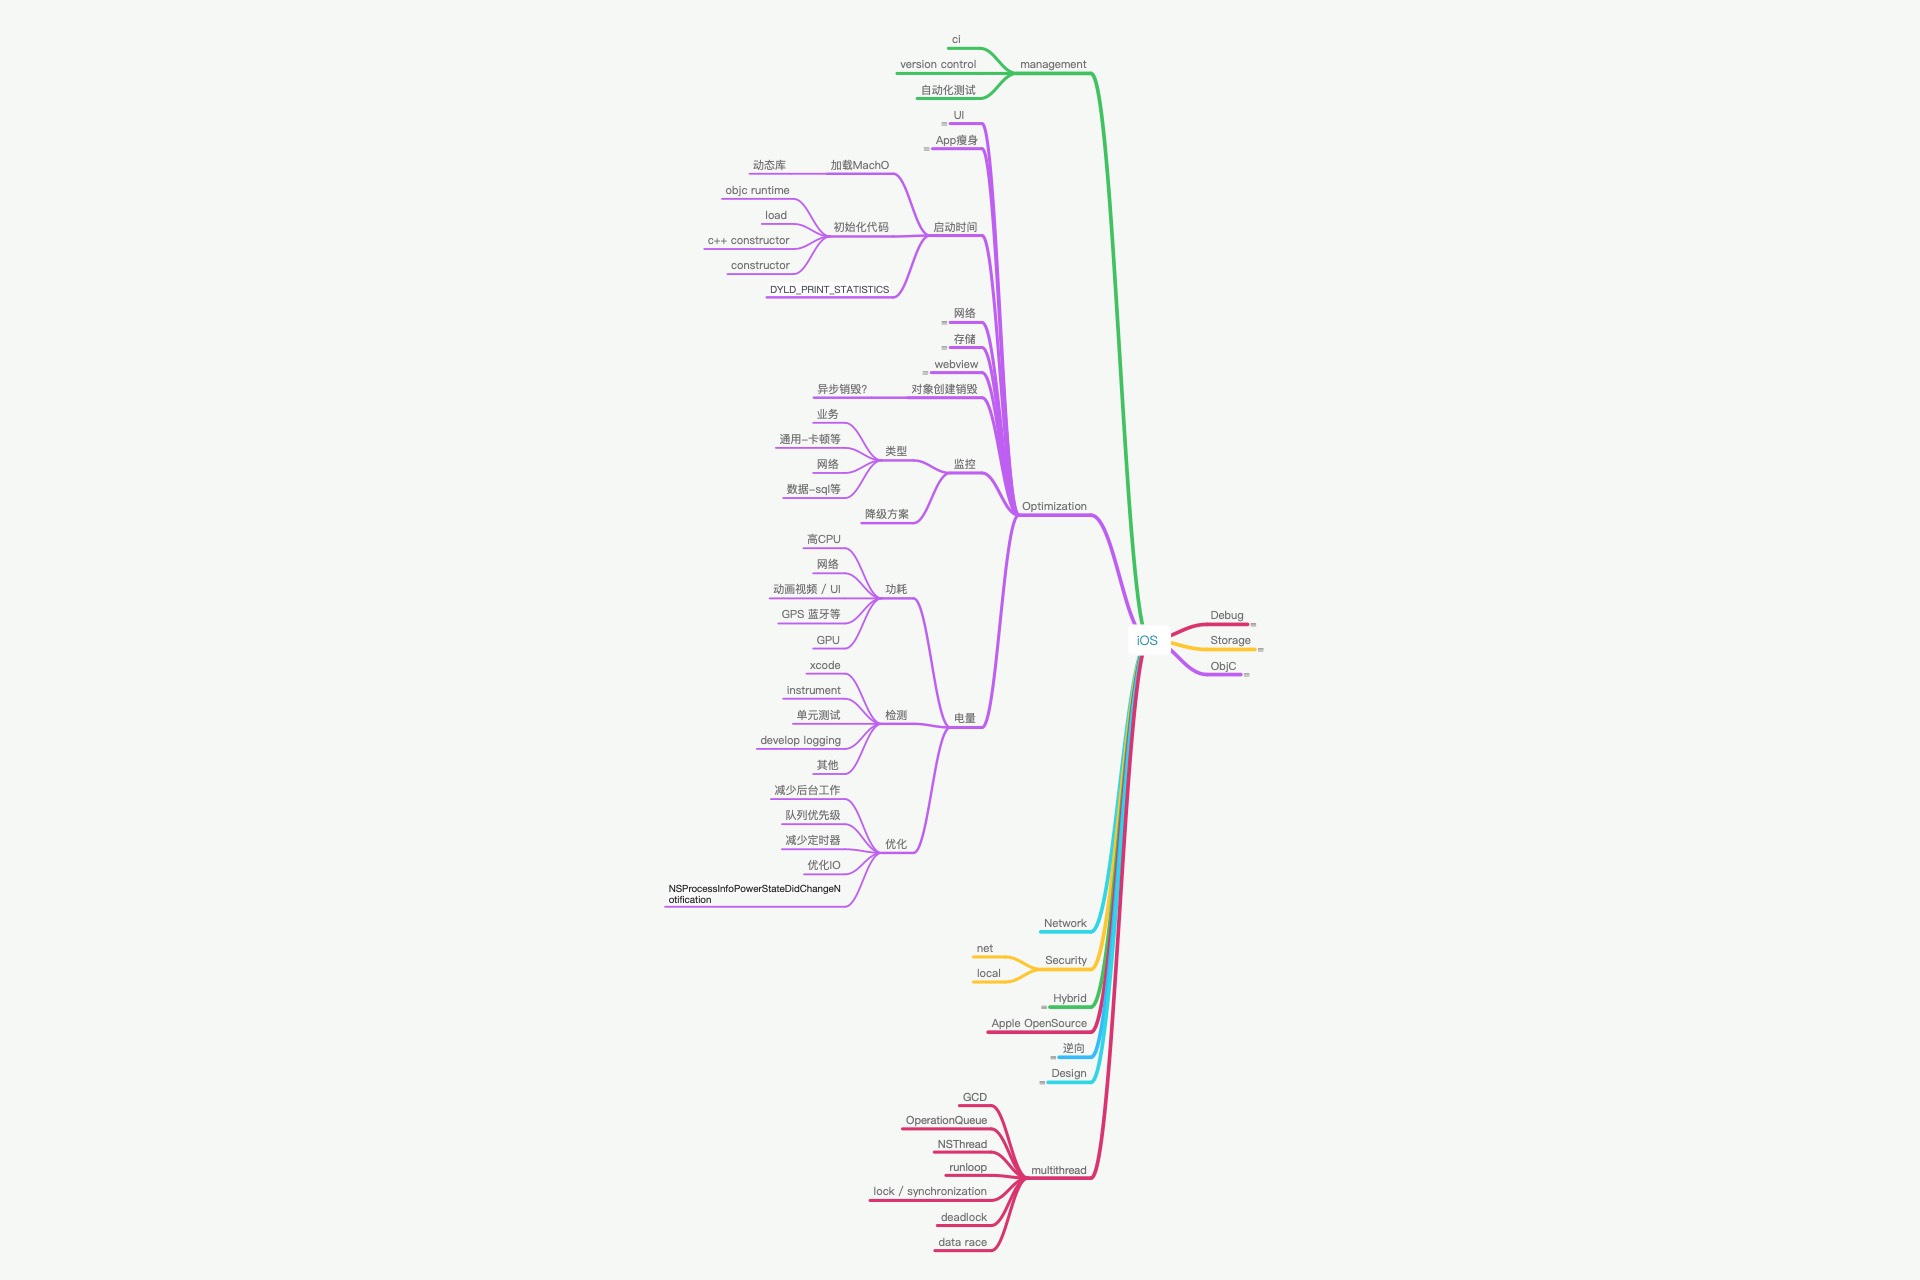 ci
management
version control
自动化测试
UI
App瘦身
加载MachO
动态库
objc runtime
load
初始化代码
启动时间
c++ constructor
constructor
DYLD_PRINT_STATISTICS
网络
存储
webview
对象创建销毁
异步销毁?
业务
通用-卡顿等
类型
网络
监控
数据-sql等
降级方案
Optimization
高CPU
网络
动画视频 / UI
功耗
GPS 蓝牙等
GPU
xcode
instrument
单元测试
检测
电量
develop logging
其他
减少后台工作
队列优先级
减少定时器
优化
优化IO
NSProcessInfoPowerStateDidChangeN
otification
iOS
Debug
Storage
ObjC
Network
net
Security
local
Hybrid
Apple OpenSource
逆向
Design
GCD
OperationQueue
NSThread
runloop
multithread
lock / synchronization
deadlock
data race